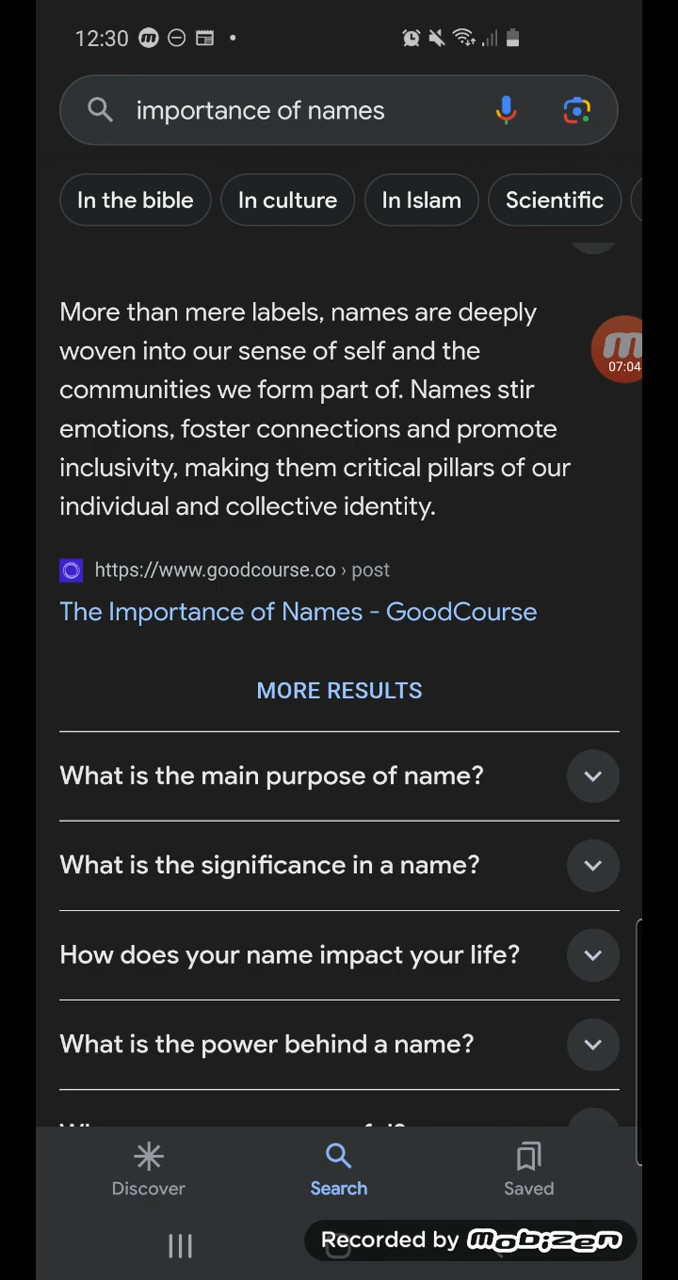 12:30
importance of names
In the bible In culture In Islam Scientific
More than mere labels, names are deeply
woven into our sense of self and the
communities we form part of. Names stir
emotions, foster connections and promote
inclusivity, making them critical pillars of our
individual and collective identity.
07:04
https://www.goodcourse.co › post
The Importance of Names - GoodCourse
MORE RESULTS
What is the main purpose of name?
What is the significance in a name?
How does your name impact your life?
What is the power behind a name?
Discover Search Saved
Recorded by mobizen